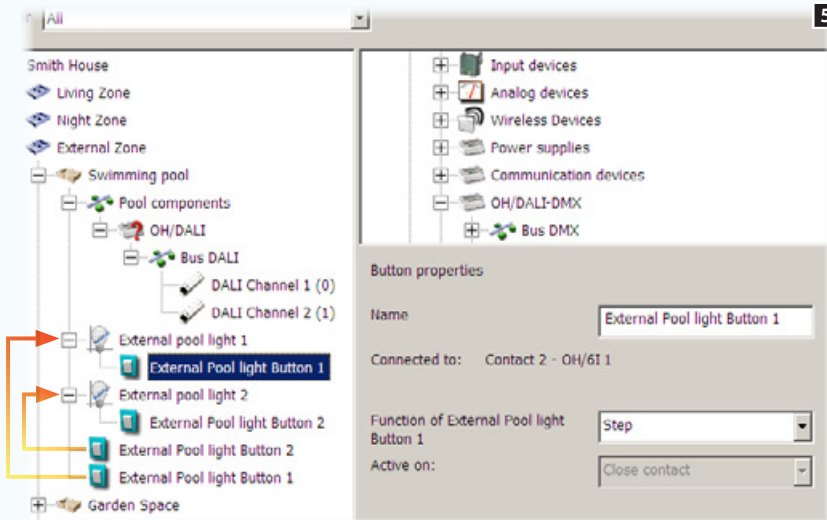 All
5
Smith House
Living Zone
Night Zone
External Zone
Swimming pool
Pool components
OH/DALI
Bus DALI
DALI Channel 1 (0)
DALI Channel 2 (1)
External pool light 1
External Pool light Button 1
External pool light 2
External Pool light Button 2
External Pool light Button 2
External Pool light Button 1
Garden Space
Input devices
Analog devices
Wireless Devices
Power supplies
Communication devices
OH/DALI-DMX
Bus DMX
Button properties
Name
External Pool light Button 1
Connected to: Contact 2 - OH/6I 1
Function of External Pool light
Button 1
Step
Active on:
Close contact